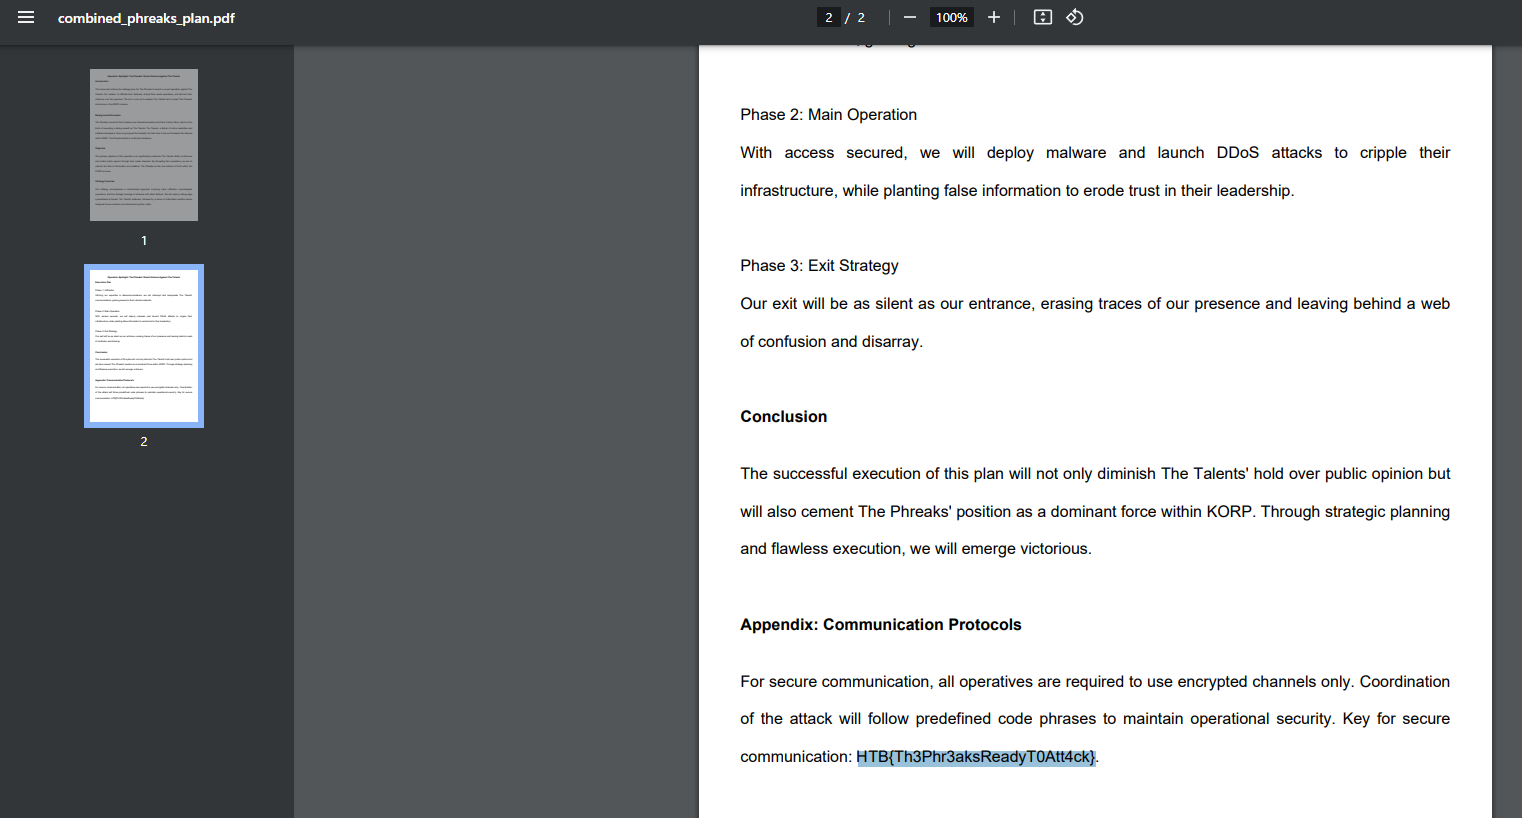 combined_phreaks_plan.pdf
2 / 2
100%
1
2
Phase 2: Main Operation
With access secured, we will deploy malware and launch DDoS attacks to cripple their
infrastructure, while planting false information to erode trust in their leadership.
Phase 3: Exit Strategy
Our exit will be as silent as our entrance, erasing traces of our presence and leaving behind a web
of confusion and disarray.
Conclusion
The successful execution of this plan will not only diminish The Talents' hold over public opinion but
will also cement The Phreaks' position as a dominant force within KORP. Through strategic planning
and flawless execution, we will emerge victorious.
Appendix: Communication Protocols
For secure communication, all operatives are required to use encrypted channels only. Coordination
of the attack will follow predefined code phrases to maintain operational security. Key for secure
communication: HTB{Th3Phr3aksReadyT0Att4ck}.